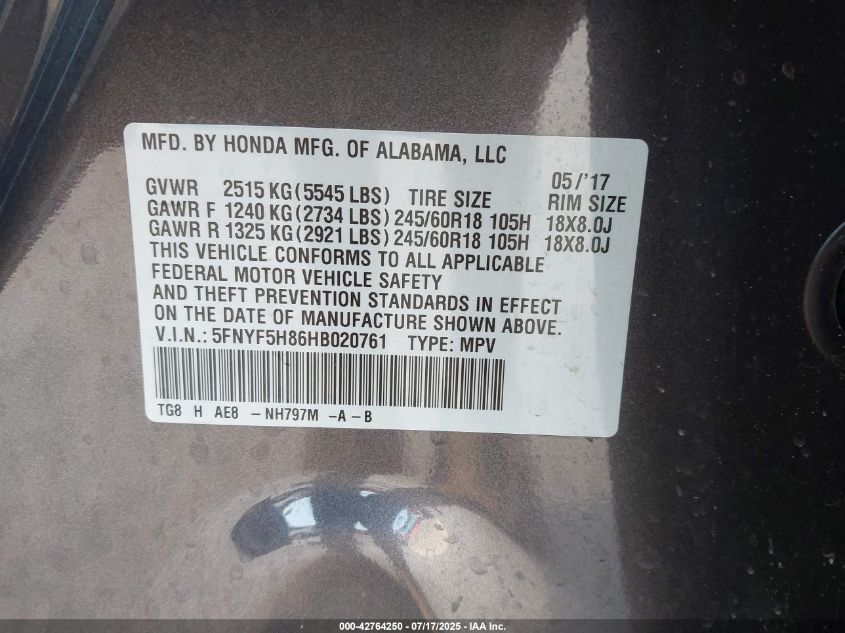 MFD. BY HONDA MFG. OF ALABAMA, LLC
05/'17
GVWR 2515 KG(5545 LBS) TIRE SIZE RIM SIZE
GAWR F 1240 KG(2734 LBS) 245/60R18 105H 18X8.0J
GAWR R 1325 KG(2921 LBS) 245/60R18 105H 18X8.0J
THIS VEHICLE CONFORMS TO ALL APPLICABLE
FEDERAL MOTOR VEHICLE SAFETY
AND THEFT PREVENTION STANDARDS IN EFFECT
ON THE DATE OF MANUFACTURE SHOWN ABOVE.
V.I.N.: 5FNYF5H86HB020761 TYPE: MPV
TG8 H AE8 -NH797M -A-B
000-42764250 - 07/17/2025 - IAA Inc.